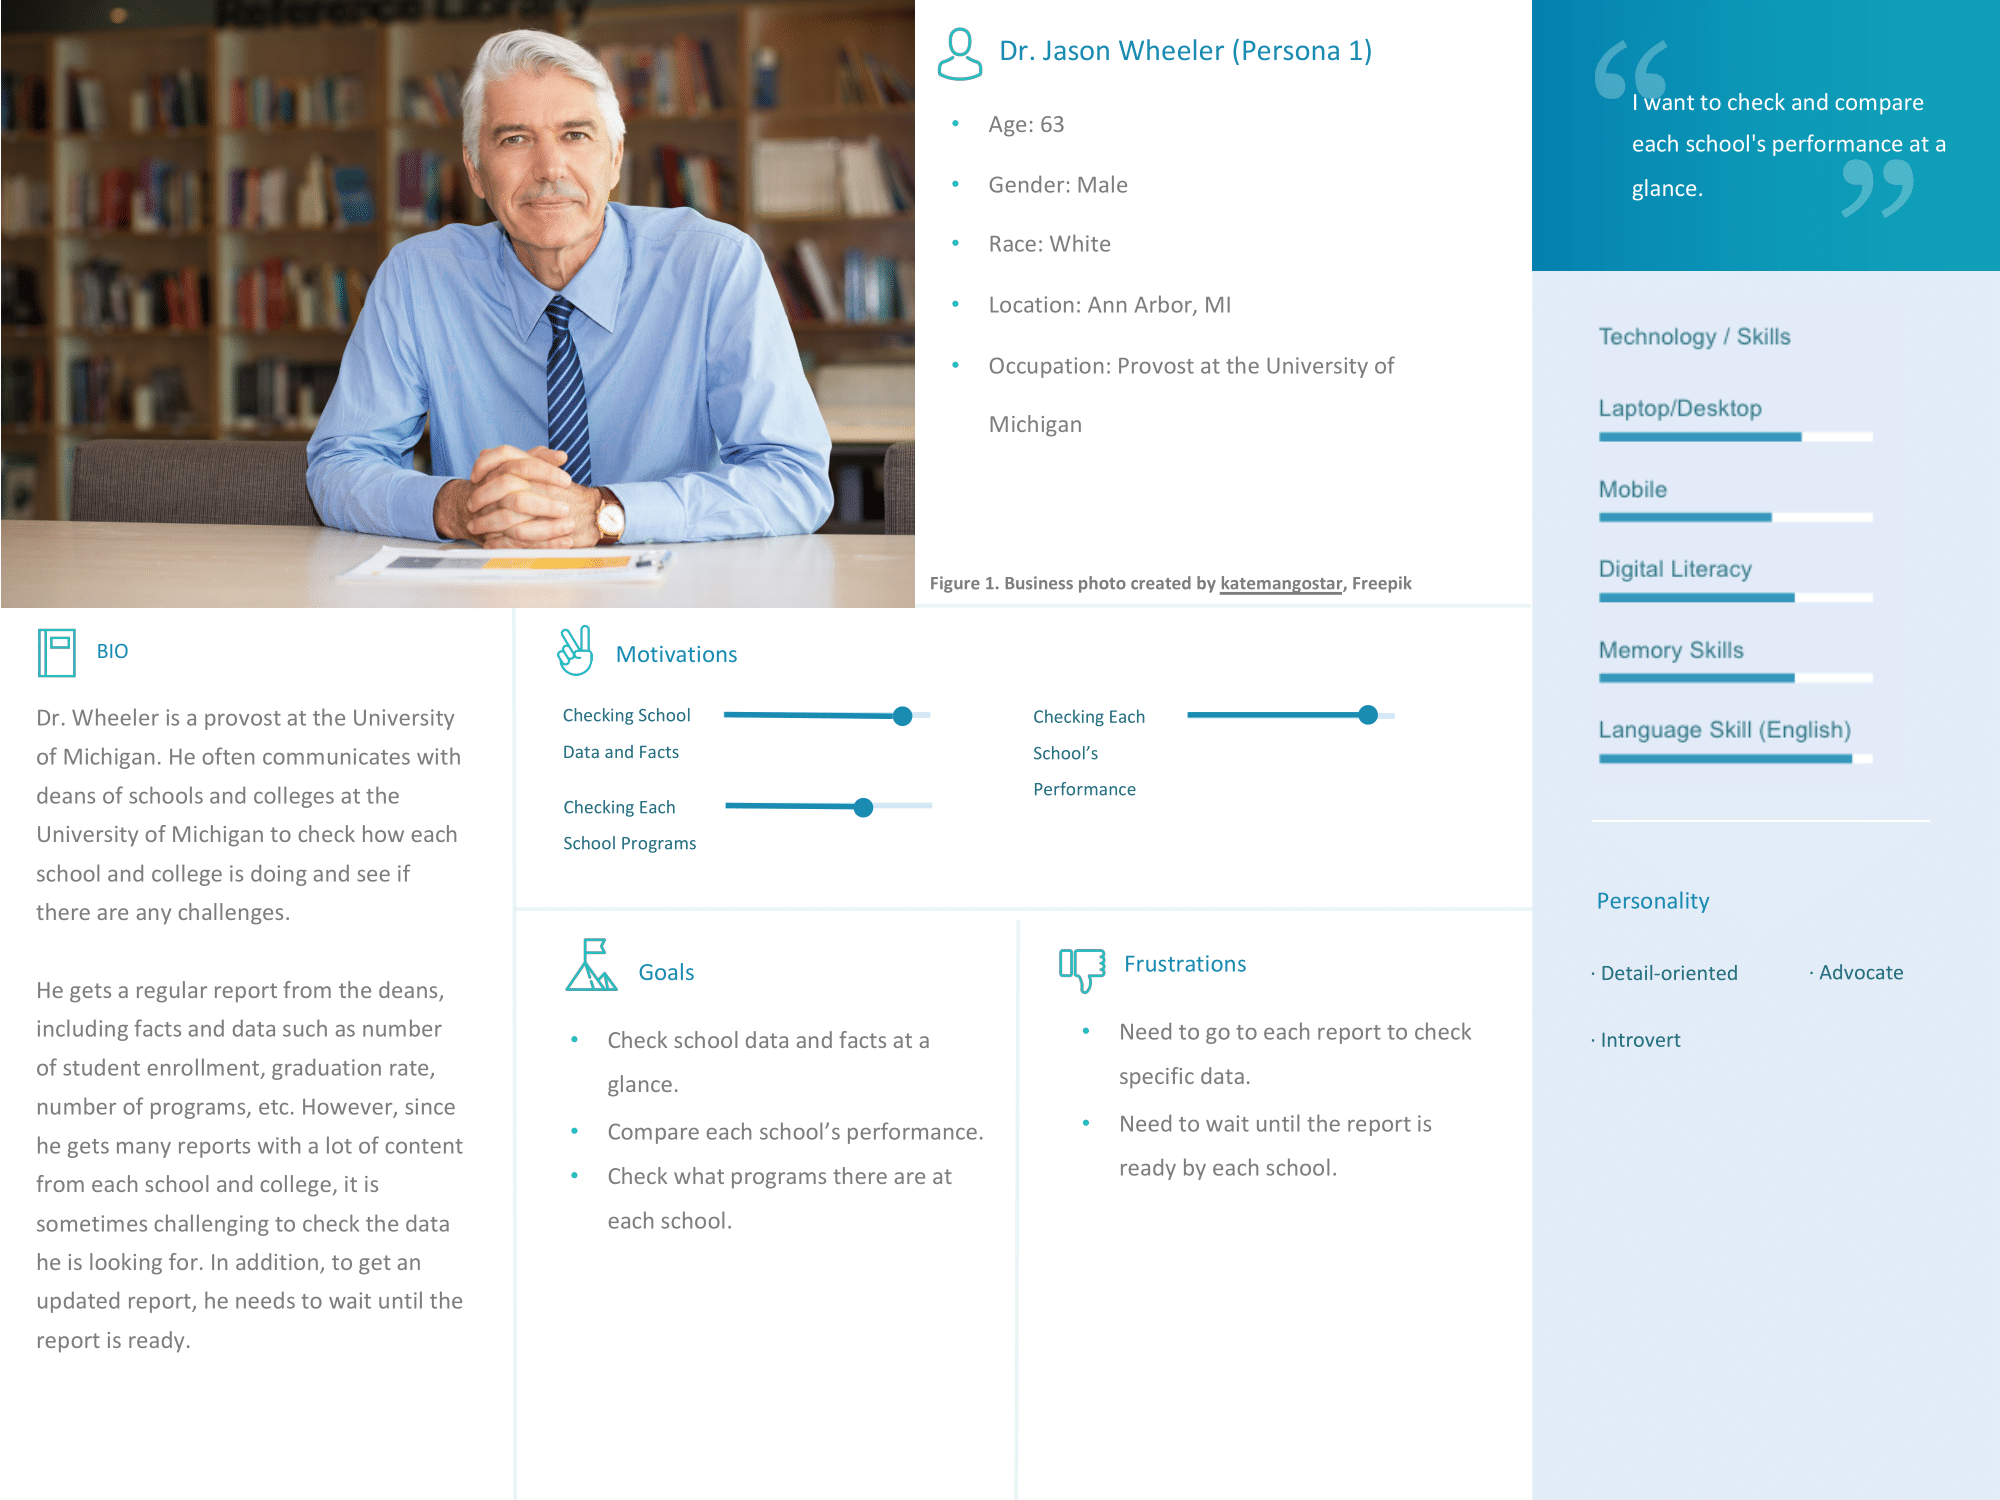 Reference Library
Dr. Jason Wheeler (Persona 1)
• Age: 63
• Gender: Male
• Race: White
• Location: Ann Arbor, MI
• Occupation: Provost at the University of
Michigan
Figure 1. Business photo created by katemangostar, Freepik
“
I want to check and compare
each school's performance at a
glance.
”
Technology / Skills
Laptop/Desktop
Mobile
Digital Literacy
Memory Skills
Language Skill (English)
Personality
· Detail-oriented
· Advocate
· Introvert
BIO
Dr. Wheeler is a provost at the University
of Michigan. He often communicates with
deans of schools and colleges at the
University of Michigan to check how each
school and college is doing and see if
there are any challenges.
He gets a regular report from the deans,
including facts and data such as number
of student enrollment, graduation rate,
number of programs, etc. However, since
he gets many reports with a lot of content
from each school and college, it is
sometimes challenging to check the data
he is looking for. In addition, to get an
updated report, he needs to wait until the
report is ready.
Motivations
Checking School
Data and Facts
Checking Each
School Programs
Checking Each
School’s
Performance
Goals
• Check school data and facts at a
glance.
• Compare each school’s performance.
• Check what programs there are at
each school.
Frustrations
• Need to go to each report to check
specific data.
• Need to wait until the report is
ready by each school.